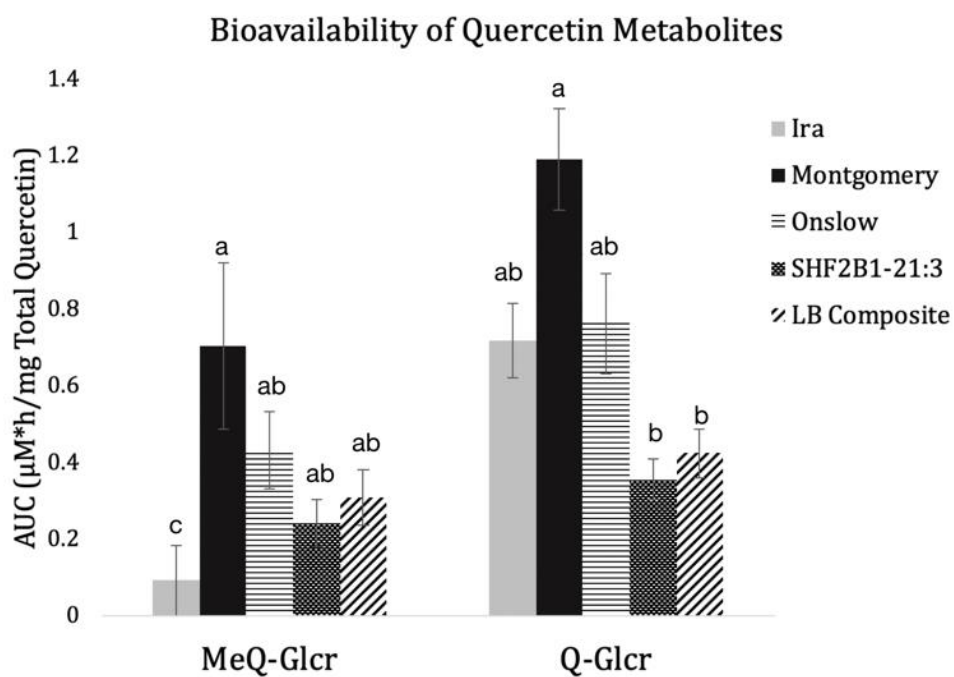 Bioavailability of Quercetin Metabolites
AUC (µM*h/mg Total Quercetin)
1.4
1.2
1
0.8
0.6
0.4
0.2
0
c
a
ab
ab
ab
ab
a
ab
b
b
MeQ-Glcr
Q-Glcr
Ira
Montgomery
Onslow
SHF2B1-21:3
LB Composite